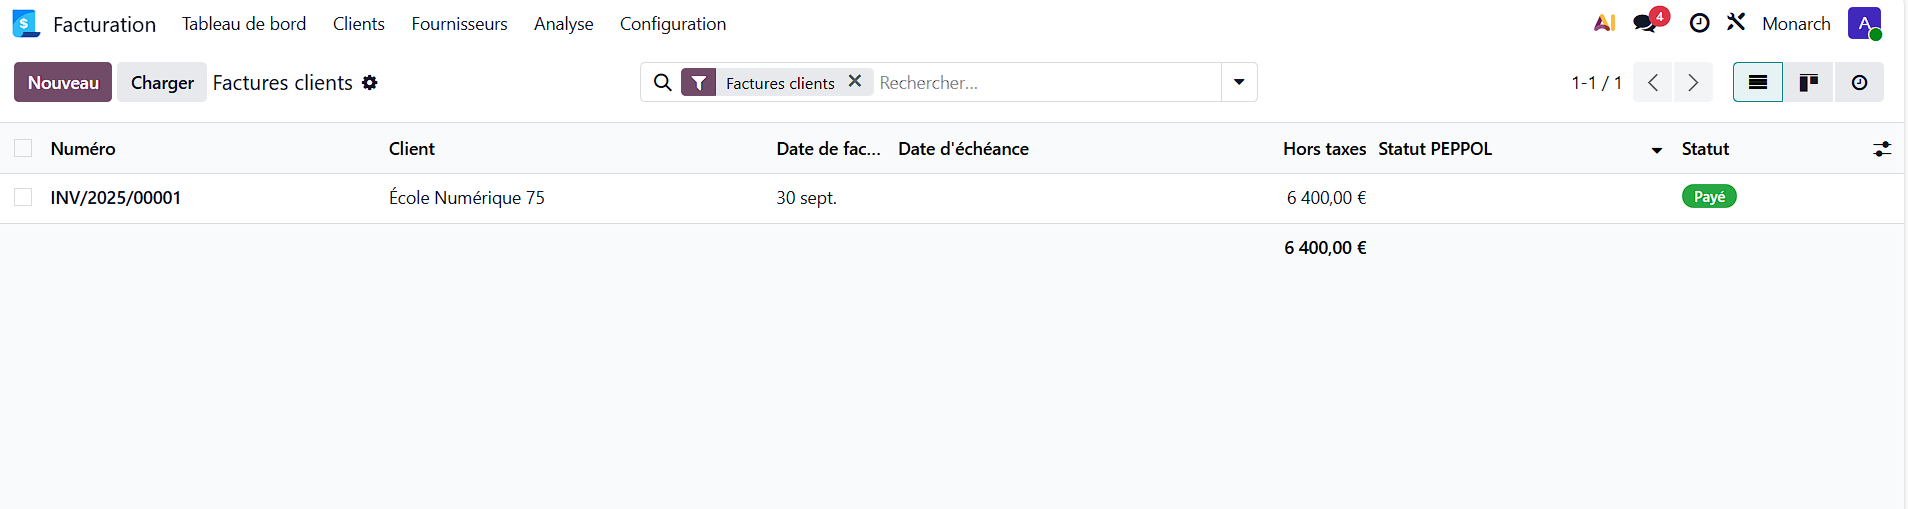 Facturation Tableau de bord Clients Fournisseurs Analyse Configuration AI 4 Monarch A
Nouveau Charger Factures clients Factures clients Rechercher... 1-1 / 1
Numéro Client Date de fac... Date d'échéance Hors taxes Statut PEPPOL Statut
INV/2025/00001 École Numérique 75 30 sept. 6 400,00 € Payé
6 400,00 €